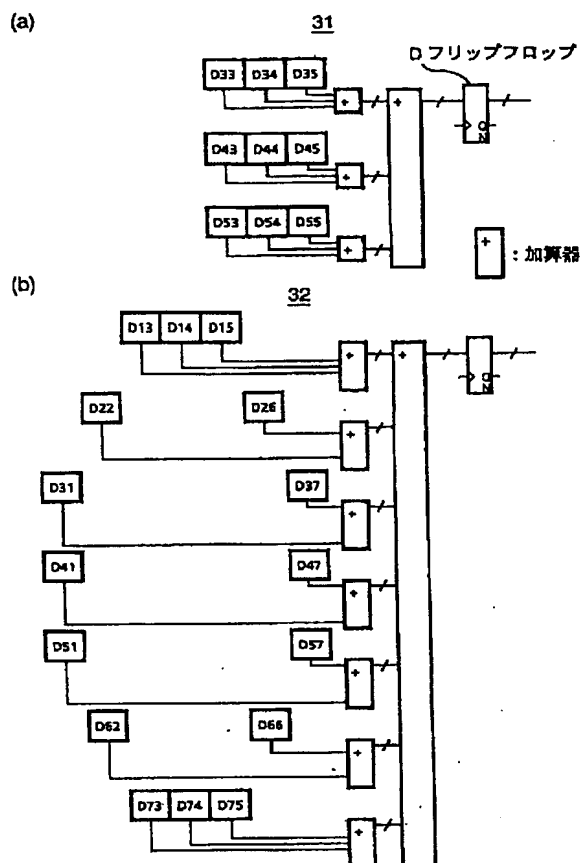 (a)
31
D フリップフロップ
D33 D34 D35
+
+
D
Q
N
D43 D44 D45
+
D53 D54 D55
+
+
：加算器
(b)
32
D13 D14 D15
+
+
D
Q
N
D22
D26
+
D31
D37
+
D41
D47
+
D51
D57
+
D62
D66
+
D73 D74 D75
+